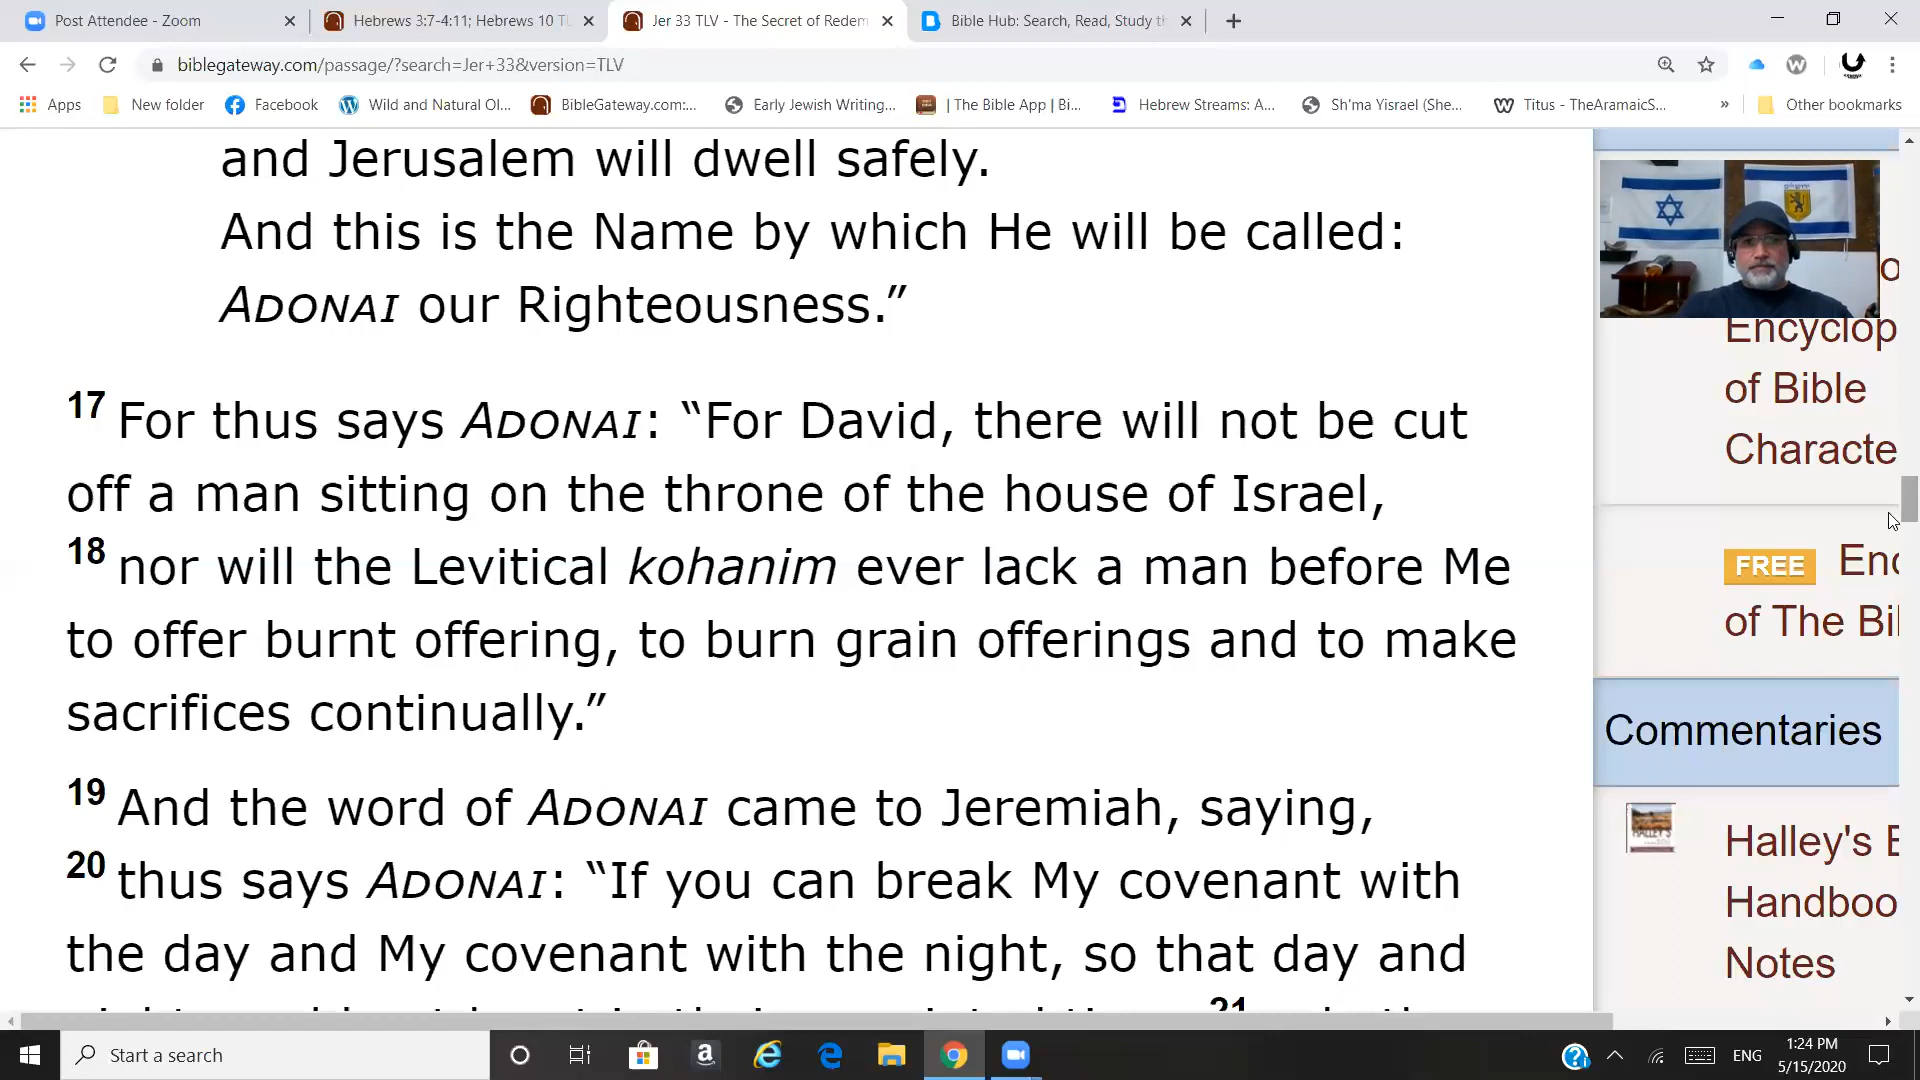 Post Attendee - Zoom
Hebrews 3:7-4:11; Hebrews 10 TL
Jer 33 TLV - The Secret of Redem
Bible Hub: Search, Read, Study th
biblegateway.com/passage/?search=Jer+33&version=TLV
Apps
New folder
Facebook
Wild and Natural Ol...
BibleGateway.com:...
Early Jewish Writing...
| The Bible App | Bi...
Hebrew Streams: A...
Sh'ma Yisrael (She...
Titus - TheAramaicS...
»
Other bookmarks
and Jerusalem will dwell safely.
And this is the Name by which He will be called:
ADONAI our Righteousness.”
17 For thus says ADONAI: “For David, there will not be cut
off a man sitting on the throne of the house of Israel,
18 nor will the Levitical kohanim ever lack a man before Me
to offer burnt offering, to burn grain offerings and to make
sacrifices continually.”
19 And the word of ADONAI came to Jeremiah, saying,
20 thus says ADONAI: “If you can break My covenant with
the day and My covenant with the night, so that day and
21
Encyclop
of Bible
Characte
FREE Enc
of The Bil
Commentaries
Halley's B
Handboo
Notes
Start a search
ENG
1:24 PM
5/15/2020